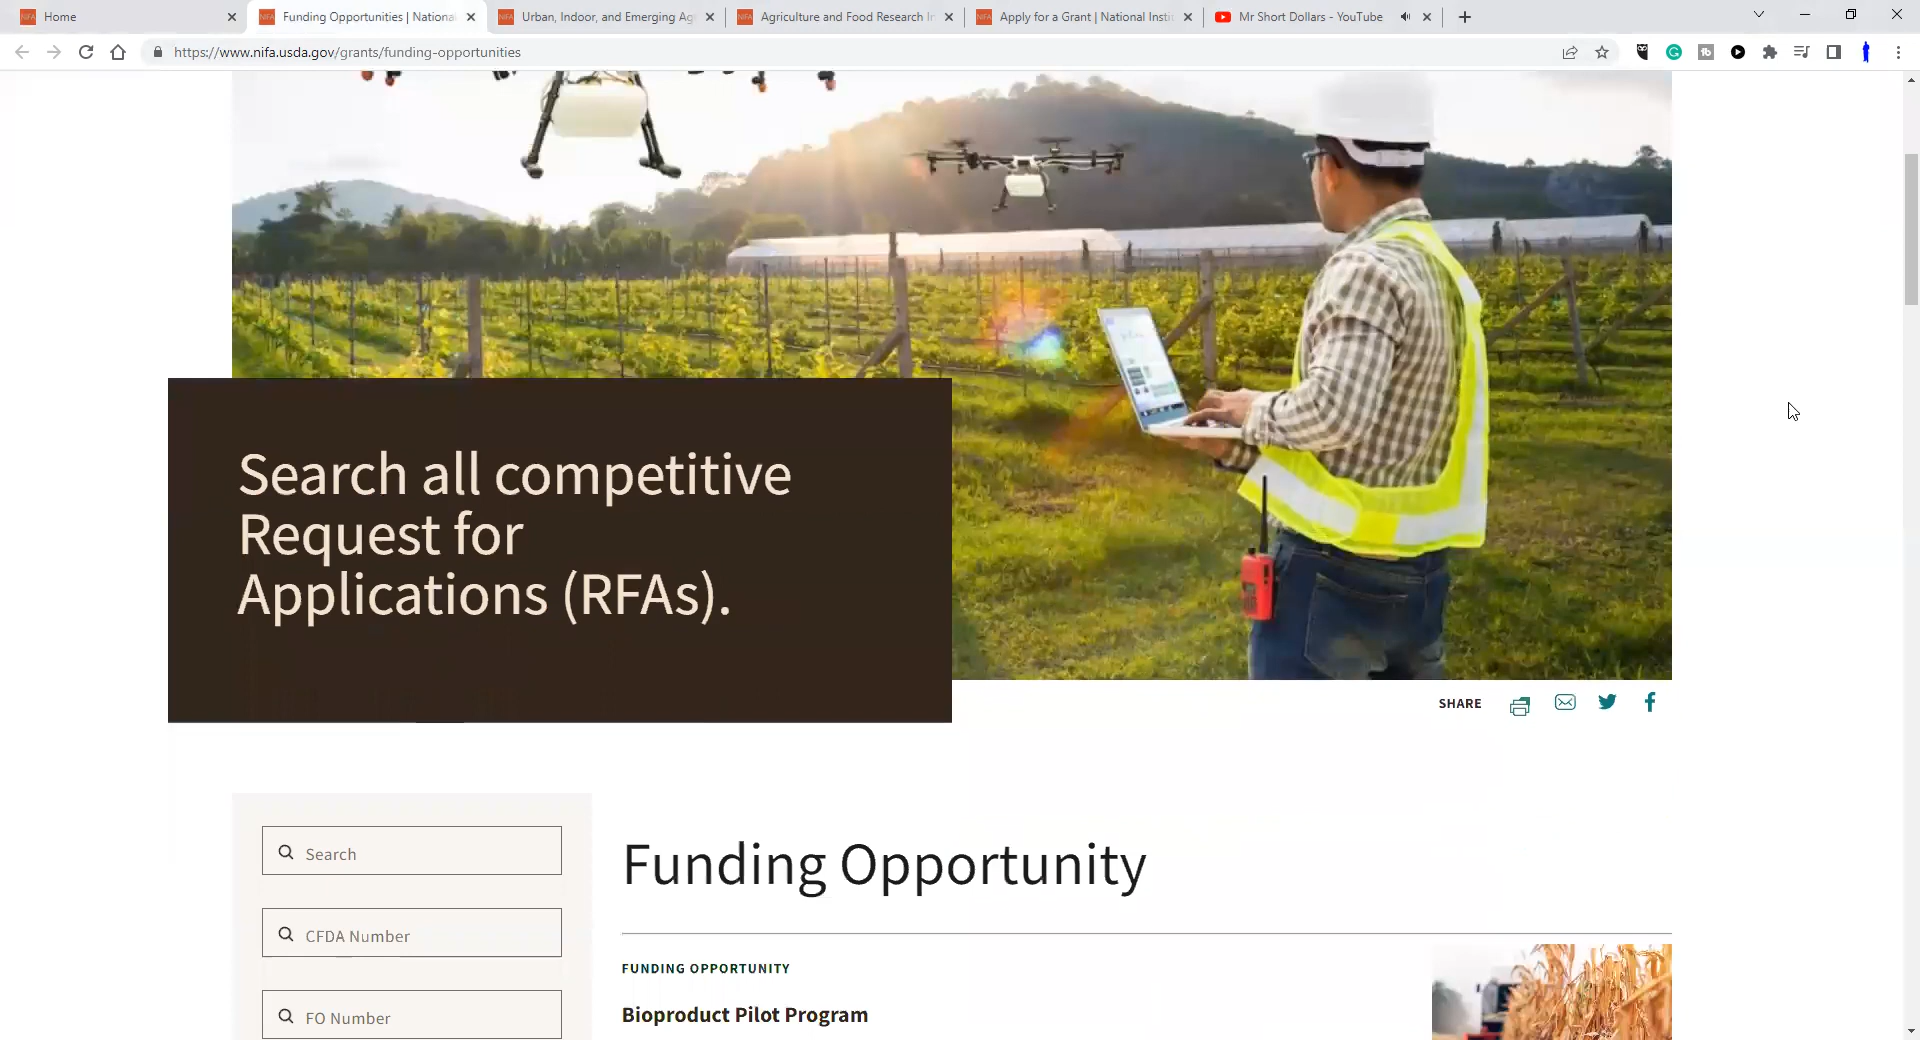 Home
Funding Opportunities | National
Urban, Indoor, and Emerging Ag
Agriculture and Food Research In
Apply for a Grant | National Instit
Mr Short Dollars - YouTube
https://www.nifa.usda.gov/grants/funding-opportunities
Search all competitive
Request for
Applications (RFAs).
SHARE
Search
CFDA Number
FO Number
Funding Opportunity
FUNDING OPPORTUNITY
Bioproduct Pilot Program